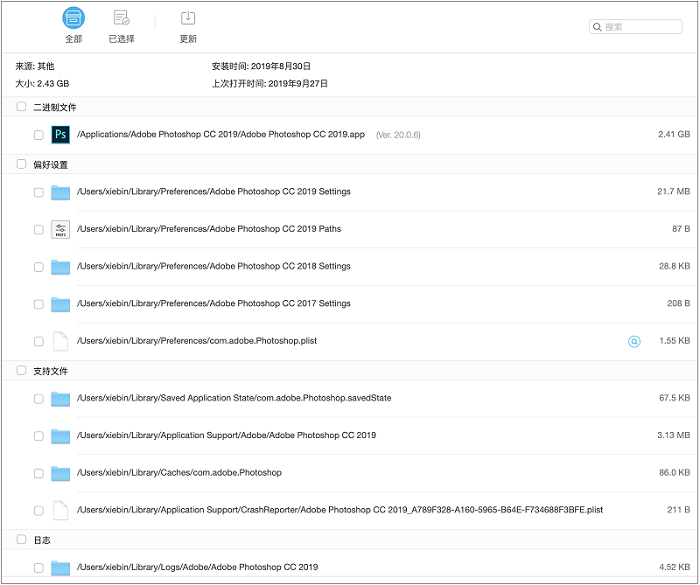 全部 已选择 更新 搜索
来源: 其他 安装时间: 2019年8月30日
大小: 2.43 GB 上次打开时间: 2019年9月27日
二进制文件
Ps /Applications/Adobe Photoshop CC 2019/Adobe Photoshop CC 2019.app (Ver. 20.0.6) 2.41 GB
偏好设置
/Users/xiebin/Library/Preferences/Adobe Photoshop CC 2019 Settings 21.7 MB
PREFS /Users/xiebin/Library/Preferences/Adobe Photoshop CC 2019 Paths 87 B
/Users/xiebin/Library/Preferences/Adobe Photoshop CC 2018 Settings 28.8 KB
/Users/xiebin/Library/Preferences/Adobe Photoshop CC 2017 Settings 208 B
/Users/xiebin/Library/Preferences/com.adobe.Photoshop.plist 1.55 KB
支持文件
/Users/xiebin/Library/Saved Application State/com.adobe.Photoshop.savedState 67.5 KB
/Users/xiebin/Library/Application Support/Adobe/Adobe Photoshop CC 2019 3.13 MB
/Users/xiebin/Library/Caches/com.adobe.Photoshop 86.0 KB
/Users/xiebin/Library/Application Support/CrashReporter/Adobe Photoshop CC 2019_A789F328-A160-5965-B64E-F734688F3BFE.plist 211 B
日志
/Users/xiebin/Library/Logs/Adobe/Adobe Photoshop CC 2019 4.52 KB